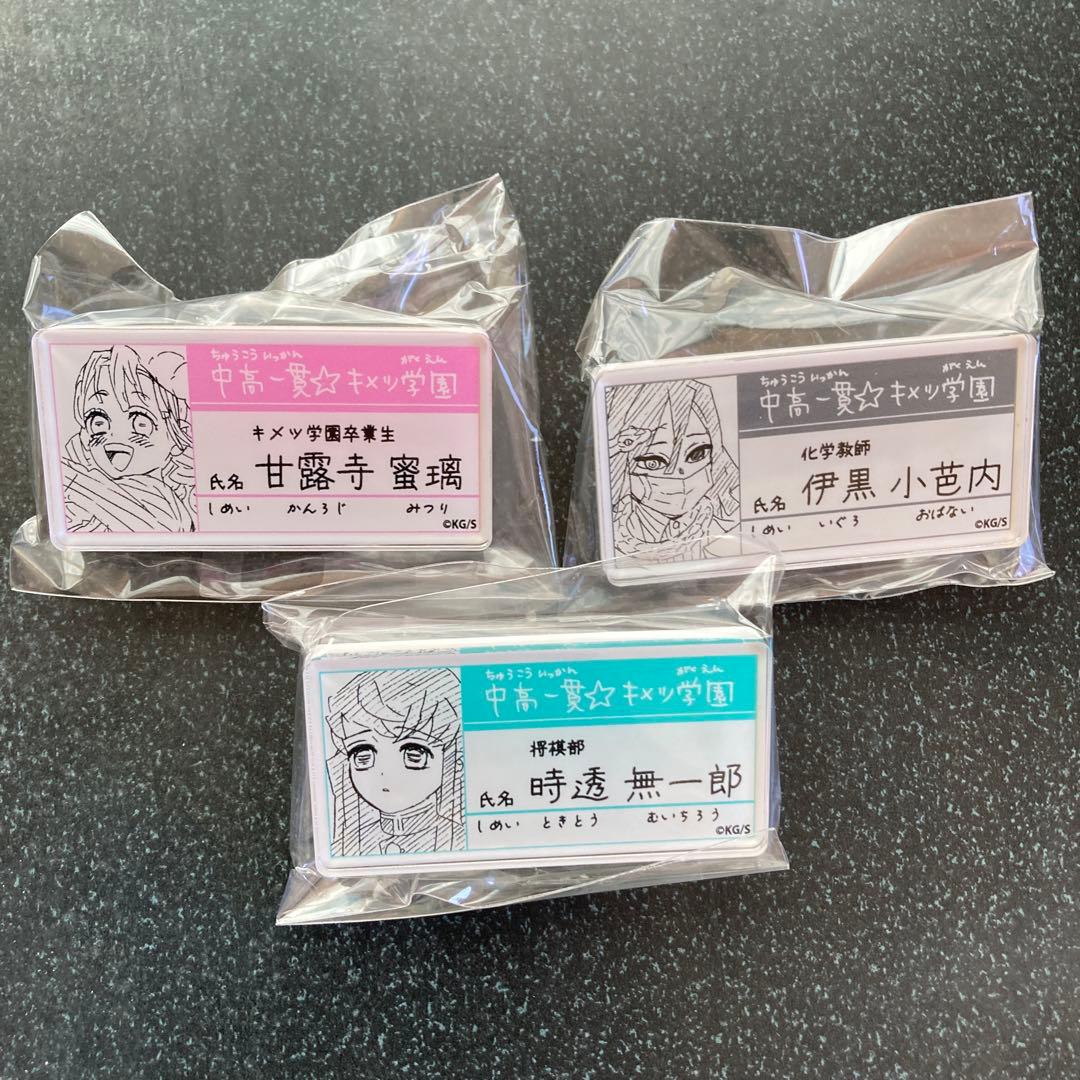 ちゅうこう いっかん がくえん
中高一貫☆キメツ学園
キメツ学園卒業生
氏名 甘露寺 蜜璃
しめい かんろじ みつり
©KG/S
ちゅうこう いっかん がくえん
中高一貫☆キメツ学園
化学教師
氏名 伊黒 小芭内
しめい いぐろ おばない
©KG/S
ちゅうこう いっかん がくえん
中高一貫☆キメツ学園
将棋部
氏名 時透 無一郎
しめい ときとう むいちろう
©KG/S